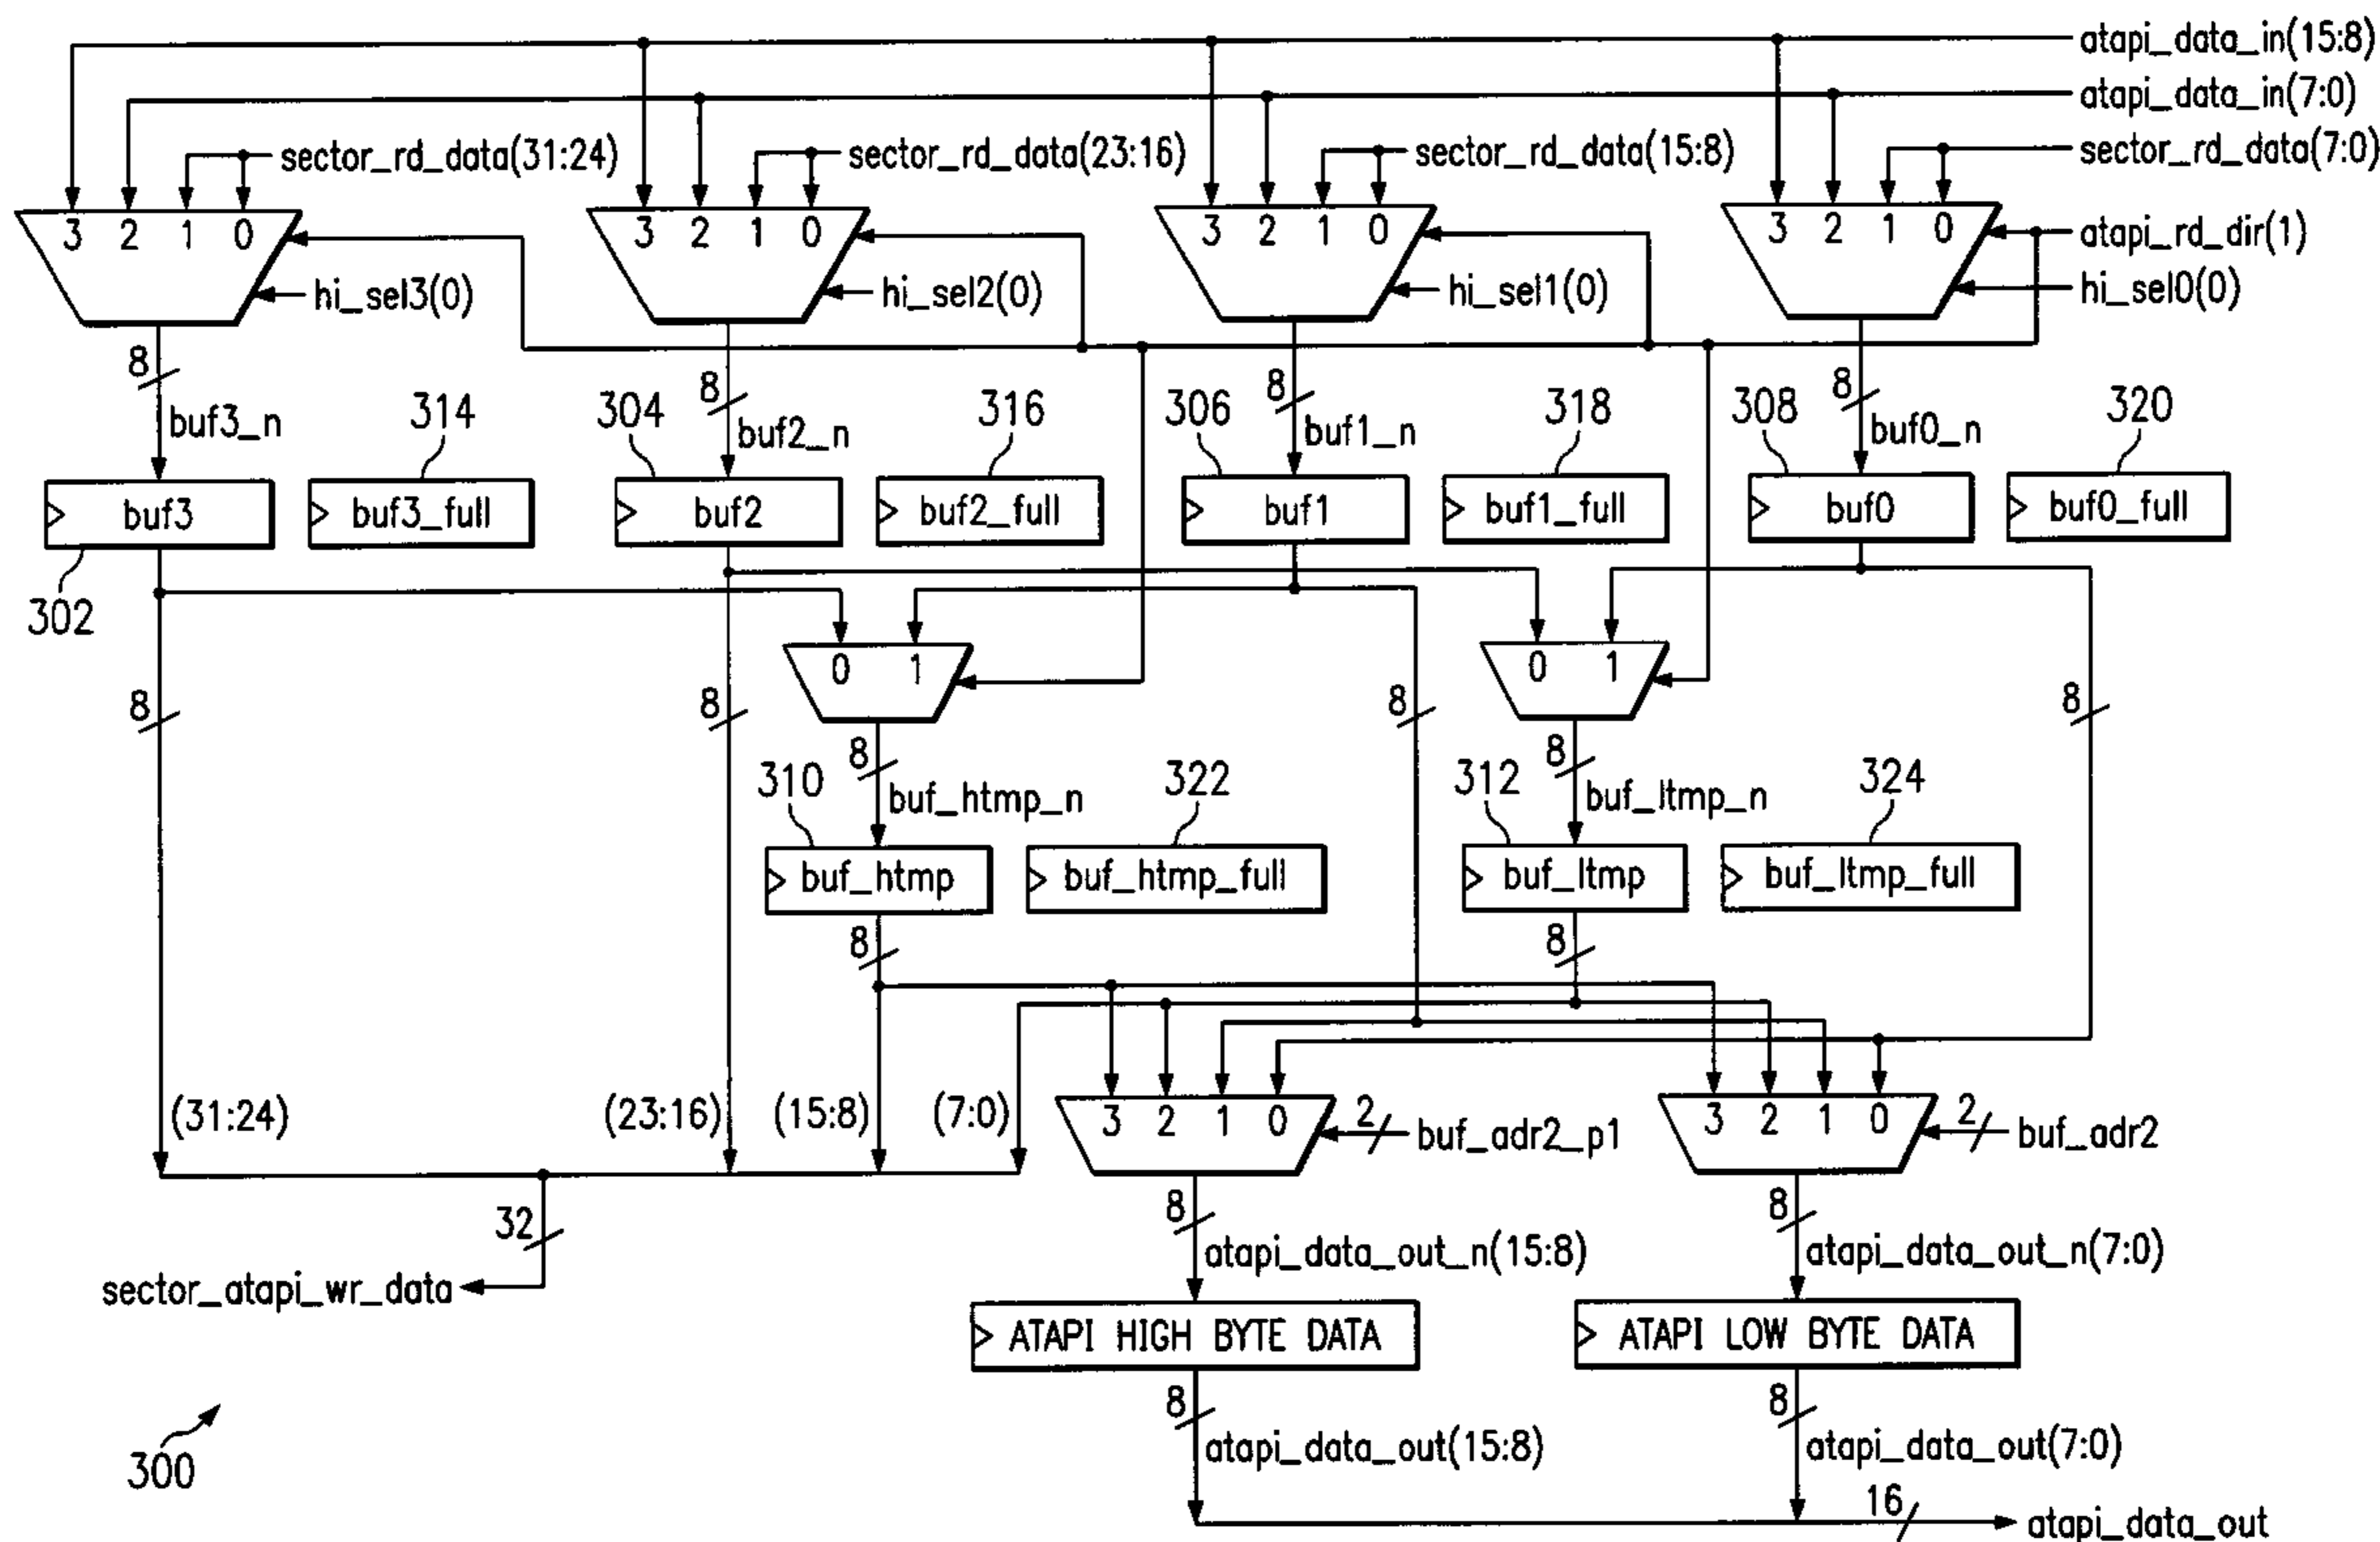 atapi_data_in(15:8)
atapi_data_in(7:0)
sector_rd_data(31:24)
sector_rd_data(23:16)
sector_rd_data(15:8)
sector_rd_data(7:0)
3 2 1 0
3 2 1 0
3 2 1 0
3 2 1 0
atapi_rd_dir(1)
hi_sel3(0)
hi_sel2(0)
hi_sel1(0)
hi_sel0(0)
8
8
8
8
buf3_n
314
304
buf2_n
316
306
buf1_n
318
308
buf0_n
320
buf3
buf3_full
buf2
buf2_full
buf1
buf1_full
buf0
buf0_full
302
0 1
0 1
8
8
8
8
8
8
310
buf_htmp_n
322
312
buf_ltmp_n
324
buf_htmp
buf_htmp_full
buf_ltmp
buf_ltmp_full
8
8
(31:24)
(23:16)
(15:8)
(7:0)
3 2 1 0
2
buf_adr2_p1
3 2 1 0
2
buf_adr2
32
8
8
atapi_data_out_n(15:8)
atapi_data_out_n(7:0)
sector_atapi_wr_data
ATAPI HIGH BYTE DATA
ATAPI LOW BYTE DATA
8
8
atapi_data_out(15:8)
atapi_data_out(7:0)
300
16
atapi_data_out